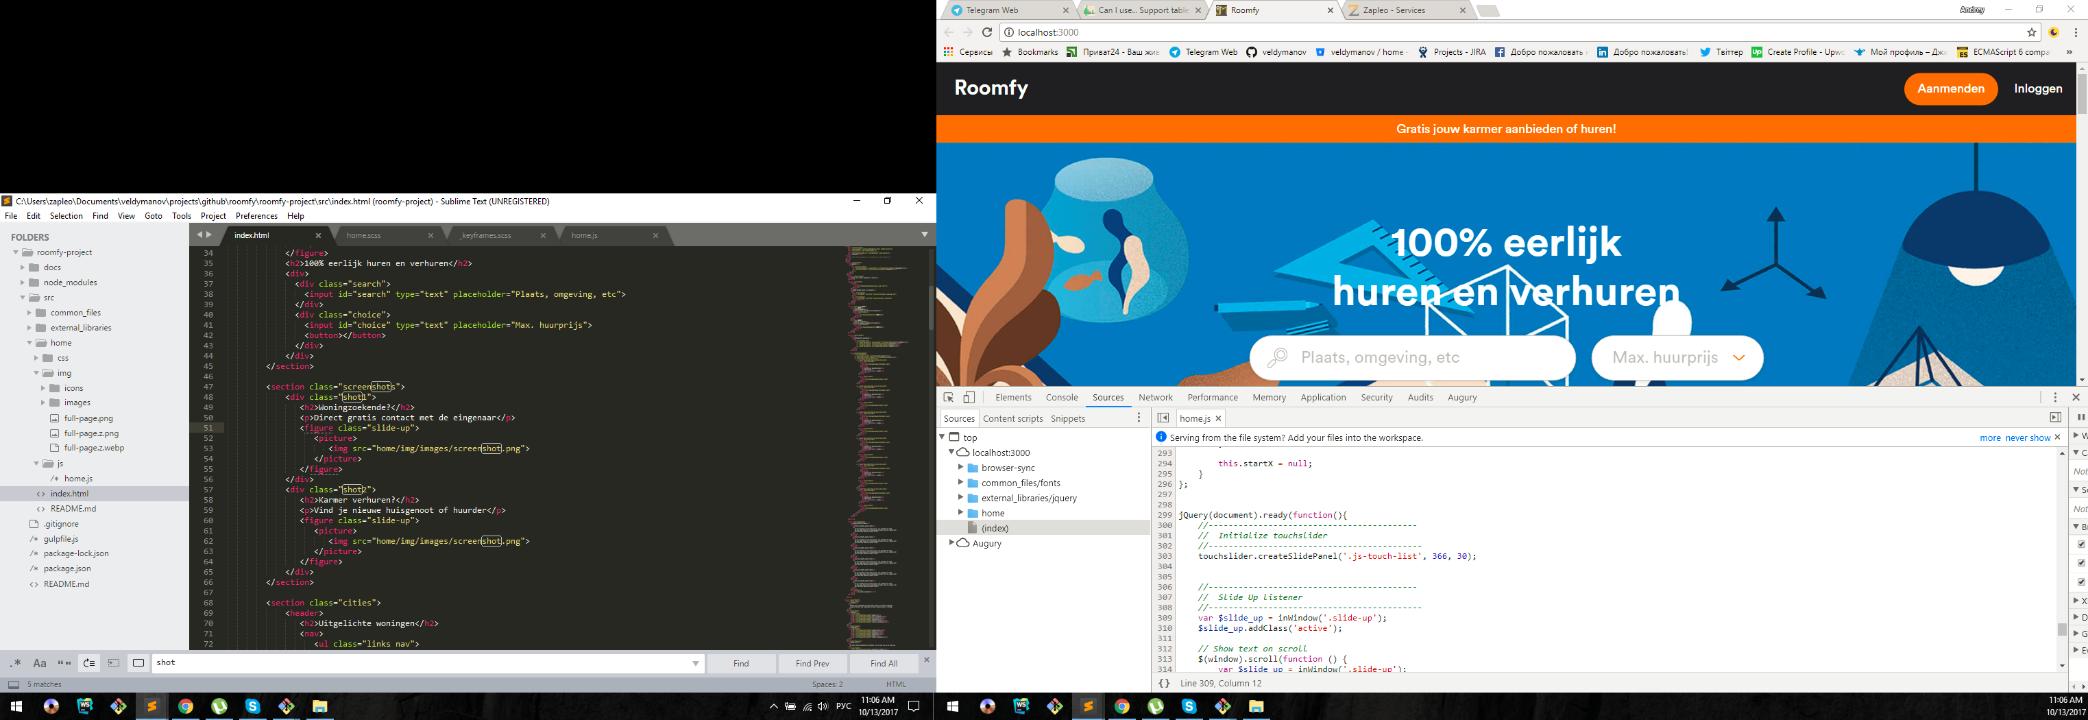 C:\Users\zapleo\Documents\veldymanov\projects\github\roomfy\roomfy-project\src\index.html (roomfy-project) - Sublime Text (UNREGISTERED)
File Edit Selection Find View Goto Tools Project Preferences Help
FOLDERS
roomfy-project
docs
node_modules
src
common_files
external_libraries
home
css
img
icons
images
full-page.png
full-page.z.png
full-page.z.webp
js
home.js
index.html
README.md
.gitignore
gulpfile.js
package-lock.json
package.json
README.md
index.html home.scss _keyframes.scss home.js
34 </figure>
35 <h2>100% eerlijk huren en verhuren</h2>
36 <div>
37 <div class="search">
38 <input id="search" type="text" placeholder="Plaats, omgeving, etc">
39 </div>
40 <div class="choice">
41 <input id="choice" type="text" placeholder="Max. huurprijs">
42 <button></button>
43 </div>
44 </div>
45 </section>
46
47 <section class="screenshots">
48 <div class="shot1">
49 <h2>Woningzoekende?</h2>
50 <p>Direct gratis contact met de eingenaar</p>
51 <figure class="slide-up">
52 <picture>
53 <img src="home/img/images/screenshot.png">
54 </picture>
55 </figure>
56 </div>
57 <div class="shot2">
58 <h2>Karmer verhuren?</h2>
59 <p>Vind je nieuwe huisgenoot of huurder</p>
60 <figure class="slide-up">
61 <picture>
62 <img src="home/img/images/screenshot.png">
63 </picture>
64 </figure>
65 </div>
66 </section>
67
68 <section class="cities">
69 <header>
70 <h2>Uitgelichte woningen</h2>
71 <nav>
72 <ul class="links nav">
.* Aa “” shot Find Find Prev Find All
5 matches Spaces: 2 HTML
РУС 11:06 AM
10/13/2017
Telegram Web Can I use... Support table Roomfy Zapleo - Services Andrey
localhost:3000
Сервисы Bookmarks Приват24 - Ваш жиз Telegram Web veldymanov veldymanov / home - Projects - JIRA Добро пожаловать Добро пожаловать! Твіттер Create Profile - Upwo Мой профиль – Джи ECMAScript 6 compa »
Roomfy Aanmenden Inloggen
Gratis jouw karmer aanbieden of huren!
100% eerlijk
huren en verhuren
Plaats, omgeving, etc Max. huurprijs
Elements Console Sources Network Performance Memory Application Security Audits Augury
Sources Content scripts Snippets
top
localhost:3000
browser-sync
common_files/fonts
external_libraries/jquery
home
(index)
Augury
home.js
Serving from the file system? Add your files into the workspace. more never show
293
294 this.startX = null;
295 }
296 };
297
298
299 jQuery(document).ready(function(){
300 //-----------------------------------------
301 // Initialize touchslider
302 //-----------------------------------------
303 touchslider.createSlidePanel('.js-touch-list', 366, 30);
304
305
306 //-----------------------------------------
307 // Slide Up listener
308 //-----------------------------------------
309 var $slide_up = inWindow('.slide-up');
310 $slide_up.addClass('active');
311
312 // Show text on scroll
313 $(window).scroll(function () {
314 var $slide_up = inWindow('.slide-up');
{} Line 309, Column 12
11:06 AM
10/13/2017